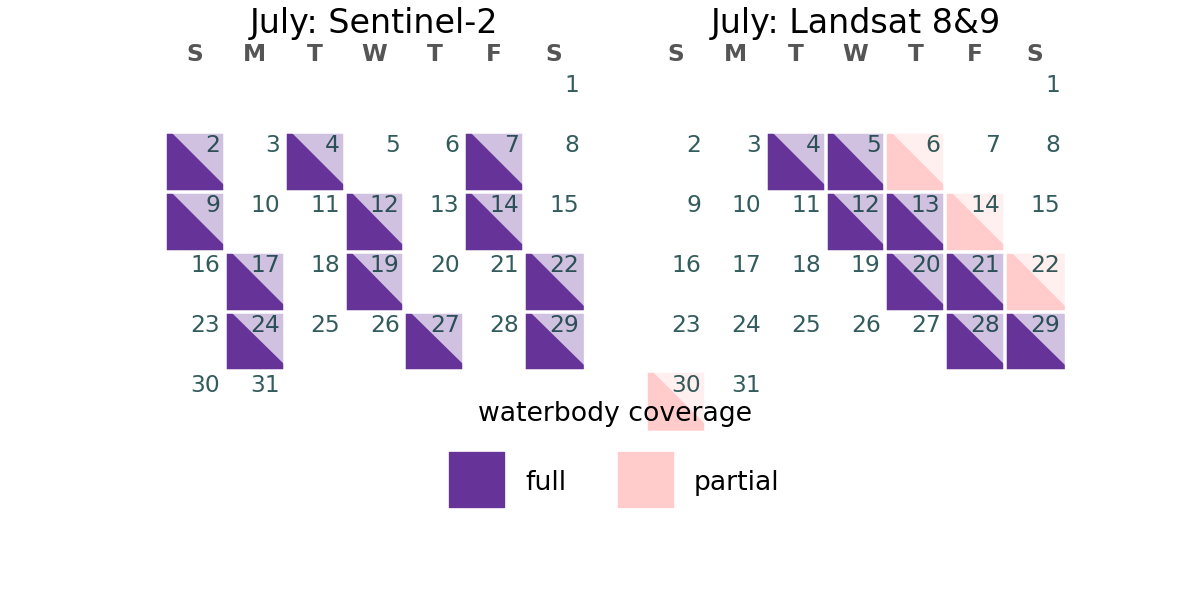 July: Sentinel-2
S M T W T F S
1
2 3 4 5 6 7 8
9 10 11 12 13 14 15
16 17 18 19 20 21 22
23 24 25 26 27 28 29
30 31
July: Landsat 8&9
S M T W T F S
1
2 3 4 5 6 7 8
9 10 11 12 13 14 15
16 17 18 19 20 21 22
23 24 25 26 27 28 29
30 31
waterbody coverage
full partial